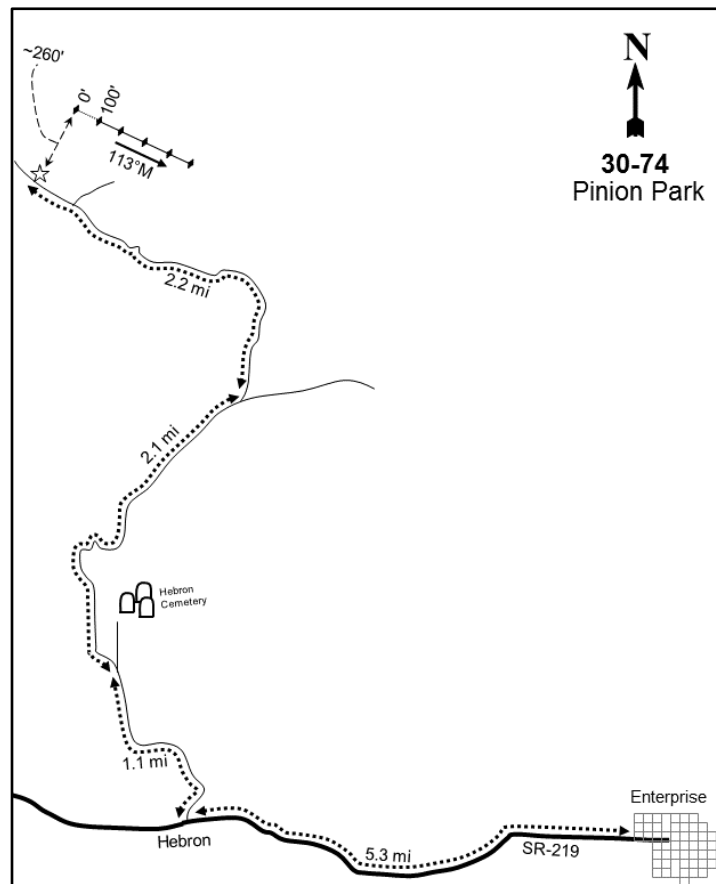 ~260'
0'
100'
113°M
N
30-74
Pinion Park
2.2 mi
2.1 mi
Hebron
Cemetery
1.1 mi
Enterprise
Hebron
5.3 mi
SR-219